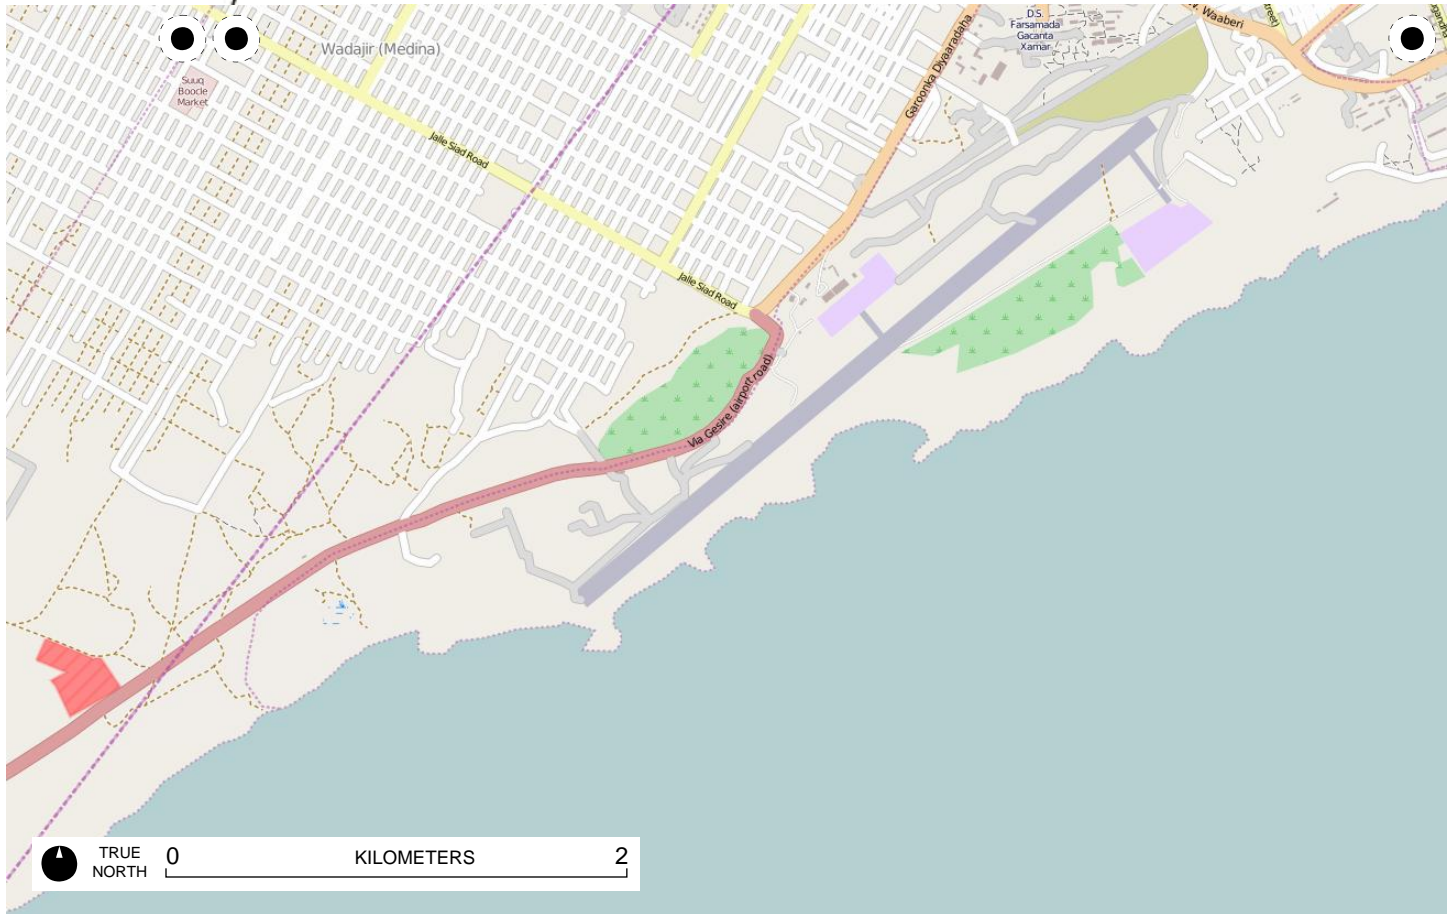 Wadajir (Medina)
Suuq
Boocle
Market
Jalle Siad Road
Garoonka Diyaaradaha
D.S.
Farsamada
Gacanta
Xamar
Waaberi
Jalle Siad Road
Via Gesire (airport road)
TRUE
NORTH
0
KILOMETERS
2